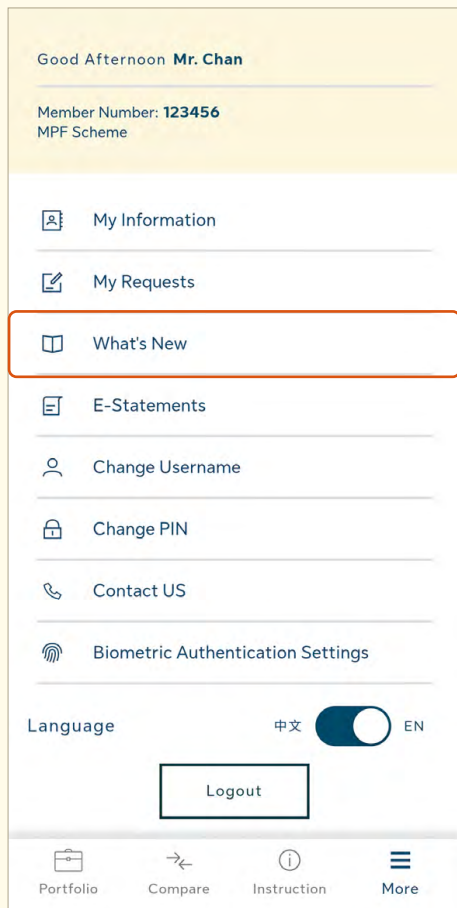 Good Afternoon Mr. Chan
Member Number: 123456
MPF Scheme
My Information
My Requests
What's New
E-Statements
Change Username
Change PIN
Contact US
Biometric Authentication Settings
Language 中文 EN
Logout
Portfolio Compare Instruction More